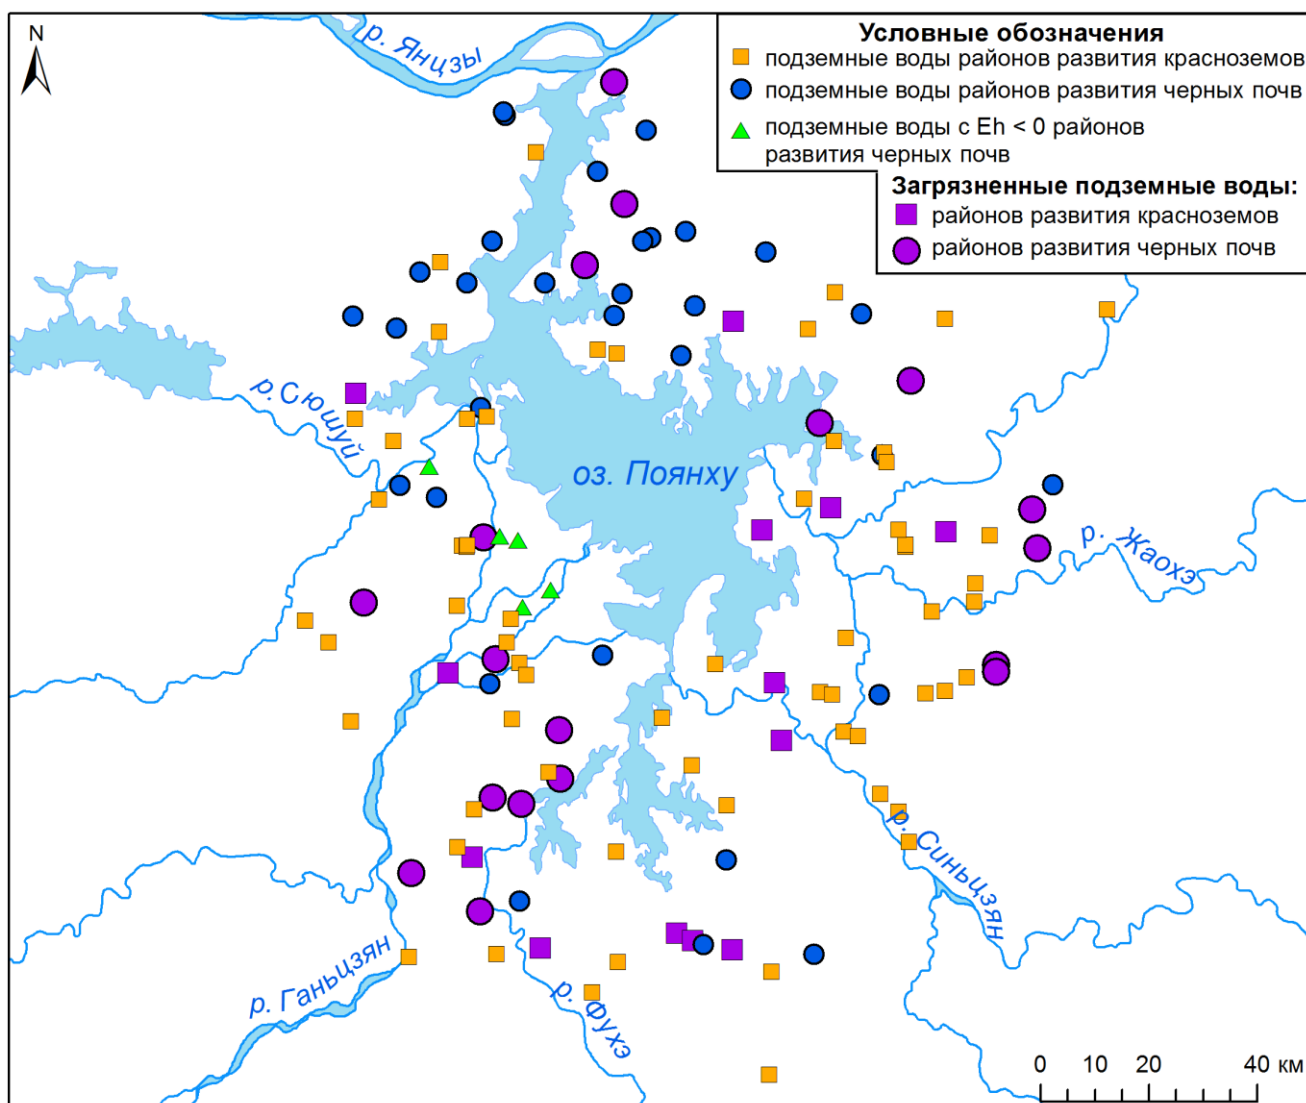 N
р. Янцзы
Условные обозначения
подземные воды районов развития красноземов
подземные воды районов развития черных почв
подземные воды с Eh < 0 районов
развития черных почв
Загрязненные подземные воды:
районов развития красноземов
районов развития черных почв
р.Сюшуй
оз. Поянху
р. Жаохэ
р. Синьцзян
р. Ганьцзян
р. Фухэ
0 10 20 40 км